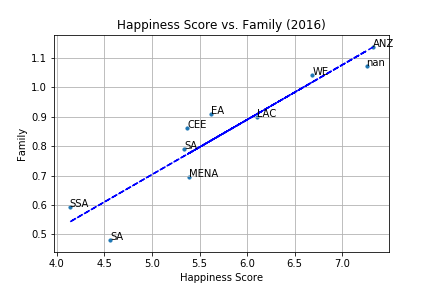 Happiness Score vs. Family (2016)
ANZ
nan
WE
EA
LAC
CEE
SA
MENA
SSA
SA
Family
1.1
1.0
0.9
0.8
0.7
0.6
0.5
4.0 4.5 5.0 5.5 6.0 6.5 7.0
Happiness Score